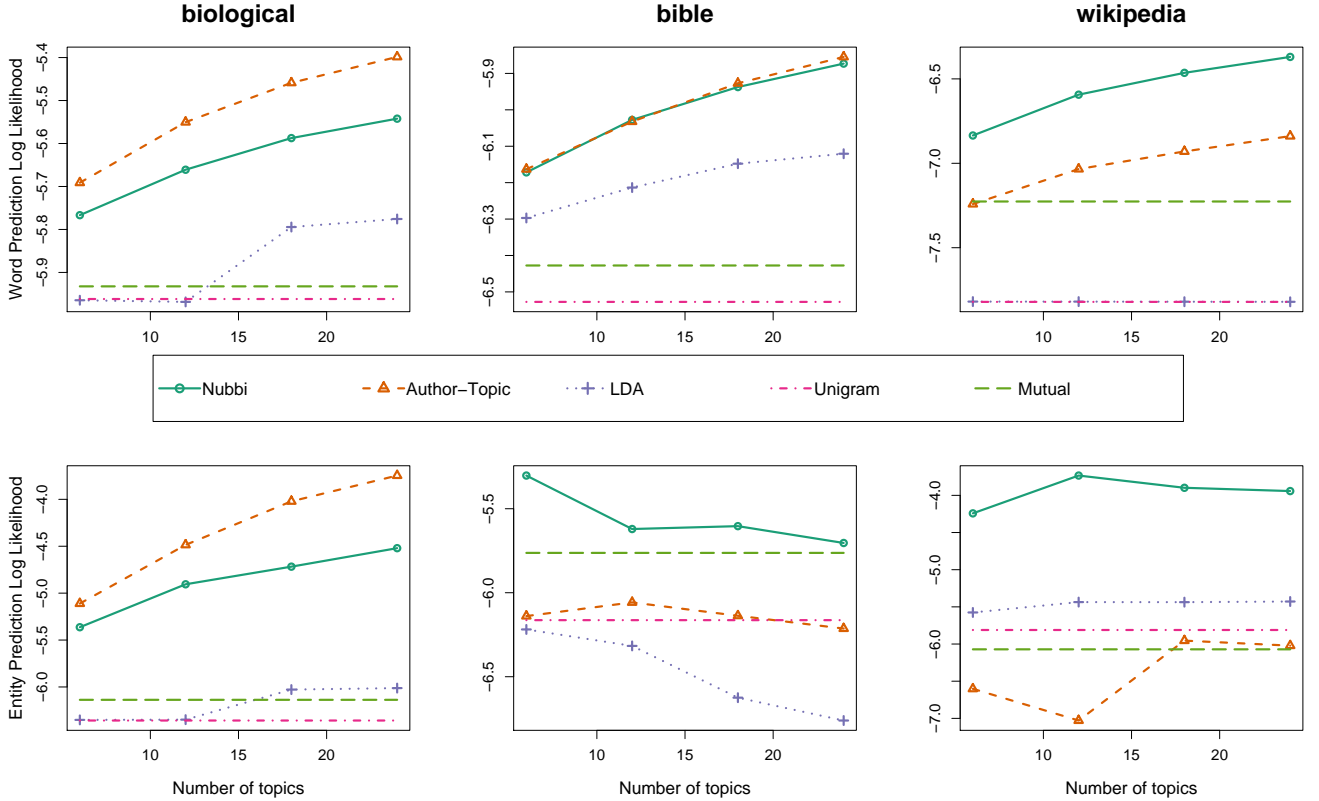 biological bible wikipedia
Word Prediction Log Likelihood
−5.4
−5.5
−5.6
−5.7
−5.8
−5.9
10 15 20
−5.9
−6.1
−6.3
−6.5
10 15 20
−6.5
−7.0
−7.5
10 15 20
Nubbi Author−Topic LDA Unigram Mutual
Entity Prediction Log Likelihood
−4.0
−4.5
−5.0
−5.5
−6.0
10 15 20
Number of topics
−5.5
−6.0
−6.5
10 15 20
Number of topics
−4.0
−5.0
−6.0
−7.0
10 15 20
Number of topics